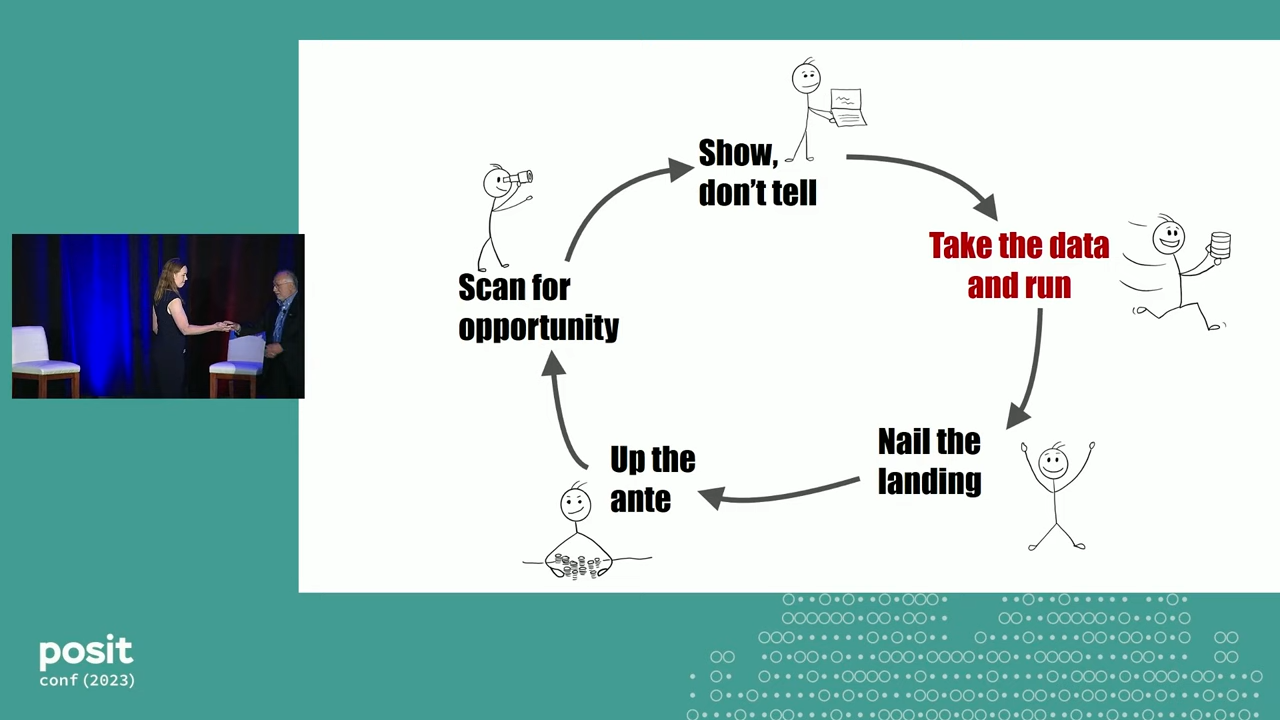 Show,
don't tell
Take the data
and run
Nail the
landing
Up the
ante
Scan for
opportunity
posit
conf(2023)